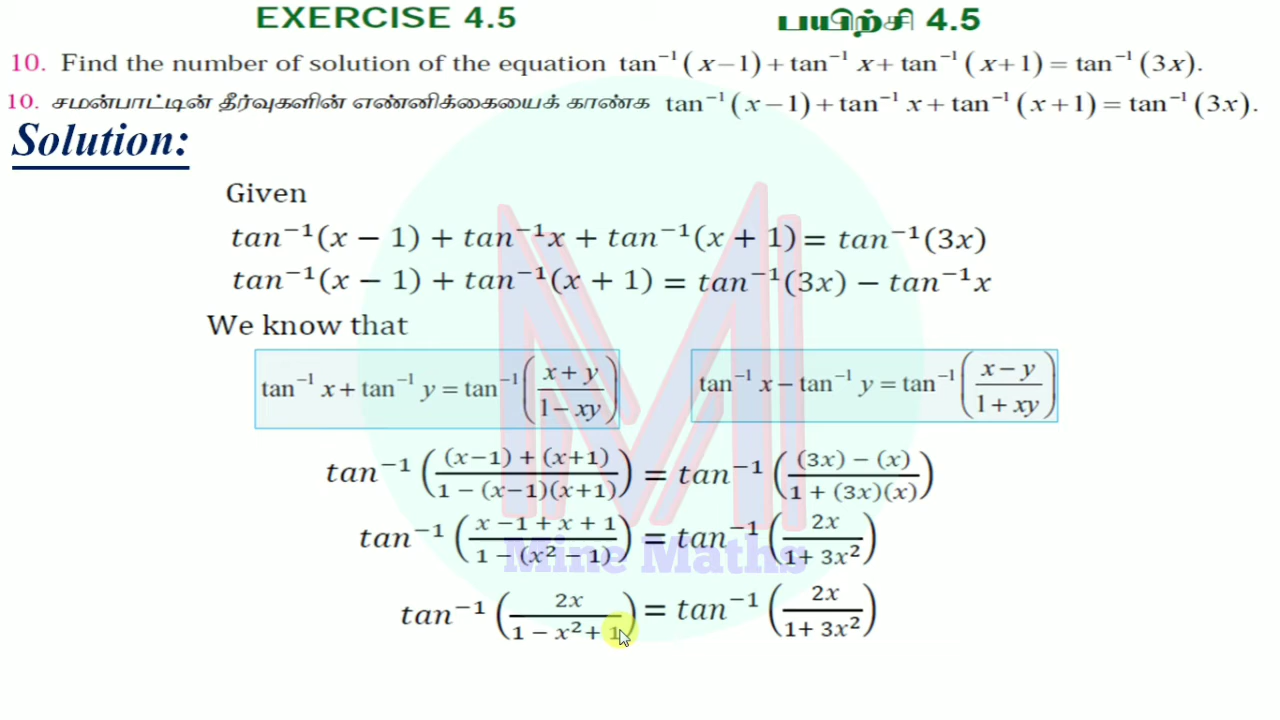 EXERCISE 4.5 பயிற்சி 4.5
10. Find the number of solution of the equation tan⁻¹(x−1)+tan⁻¹ x+tan⁻¹(x+1)=tan⁻¹(3x).
10. சமன்பாட்டின் தீர்வுகளின் எண்ணிக்கையைக் காண்க tan⁻¹(x−1)+tan⁻¹ x+tan⁻¹(x+1)=tan⁻¹(3x).
Solution:
Given
tan⁻¹(x − 1) + tan⁻¹x + tan⁻¹(x + 1) = tan⁻¹(3x)
tan⁻¹(x − 1) + tan⁻¹(x + 1) = tan⁻¹(3x) − tan⁻¹x
We know that
tan⁻¹ x + tan⁻¹ y = tan⁻¹((x + y)/(1 − xy)) tan⁻¹ x − tan⁻¹ y = tan⁻¹((x − y)/(1 + xy))
tan⁻¹(((x−1) + (x+1))/(1 − (x−1)(x+1))) = tan⁻¹(((3x) − (x))/(1 + (3x)(x)))
tan⁻¹((x −1 + x + 1)/(1 − (x² − 1))) = tan⁻¹(2x/(1+ 3x²))
Mine Maths
tan⁻¹(2x/(1 − x²+ 1)) = tan⁻¹(2x/(1+ 3x²))